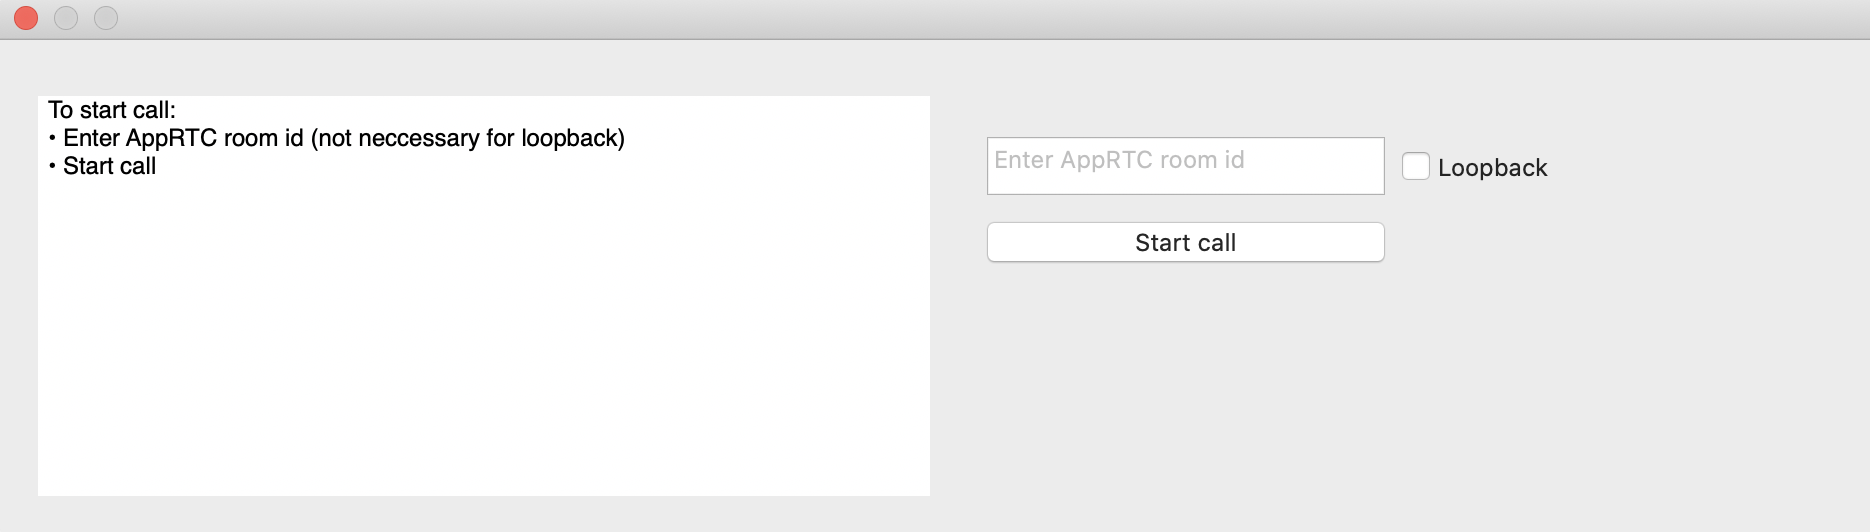 To start call:
• Enter AppRTC room id (not neccessary for loopback)
• Start call
Enter AppRTC room id
Loopback
Start call